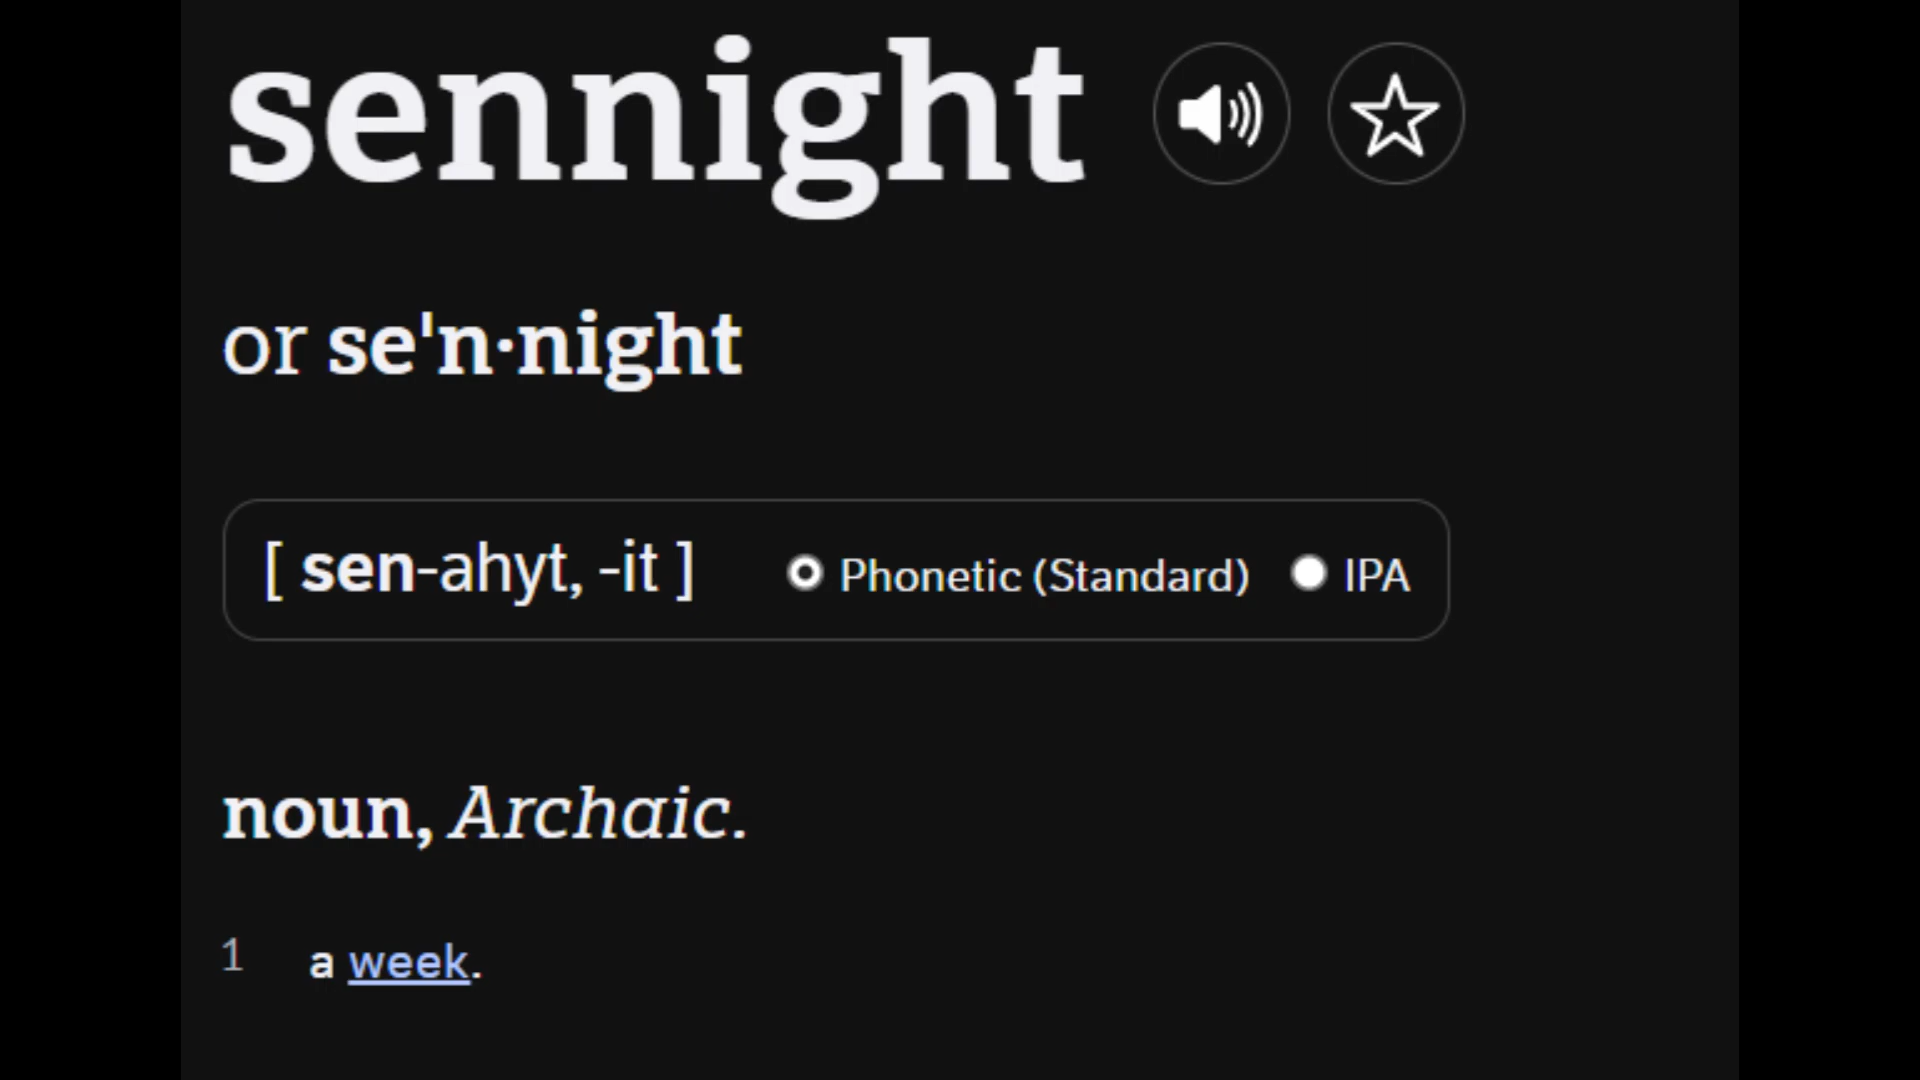 sennight
or se'n·night
[ sen-ahyt, -it ] Phonetic (Standard) IPA
noun, Archaic.
1 a week.